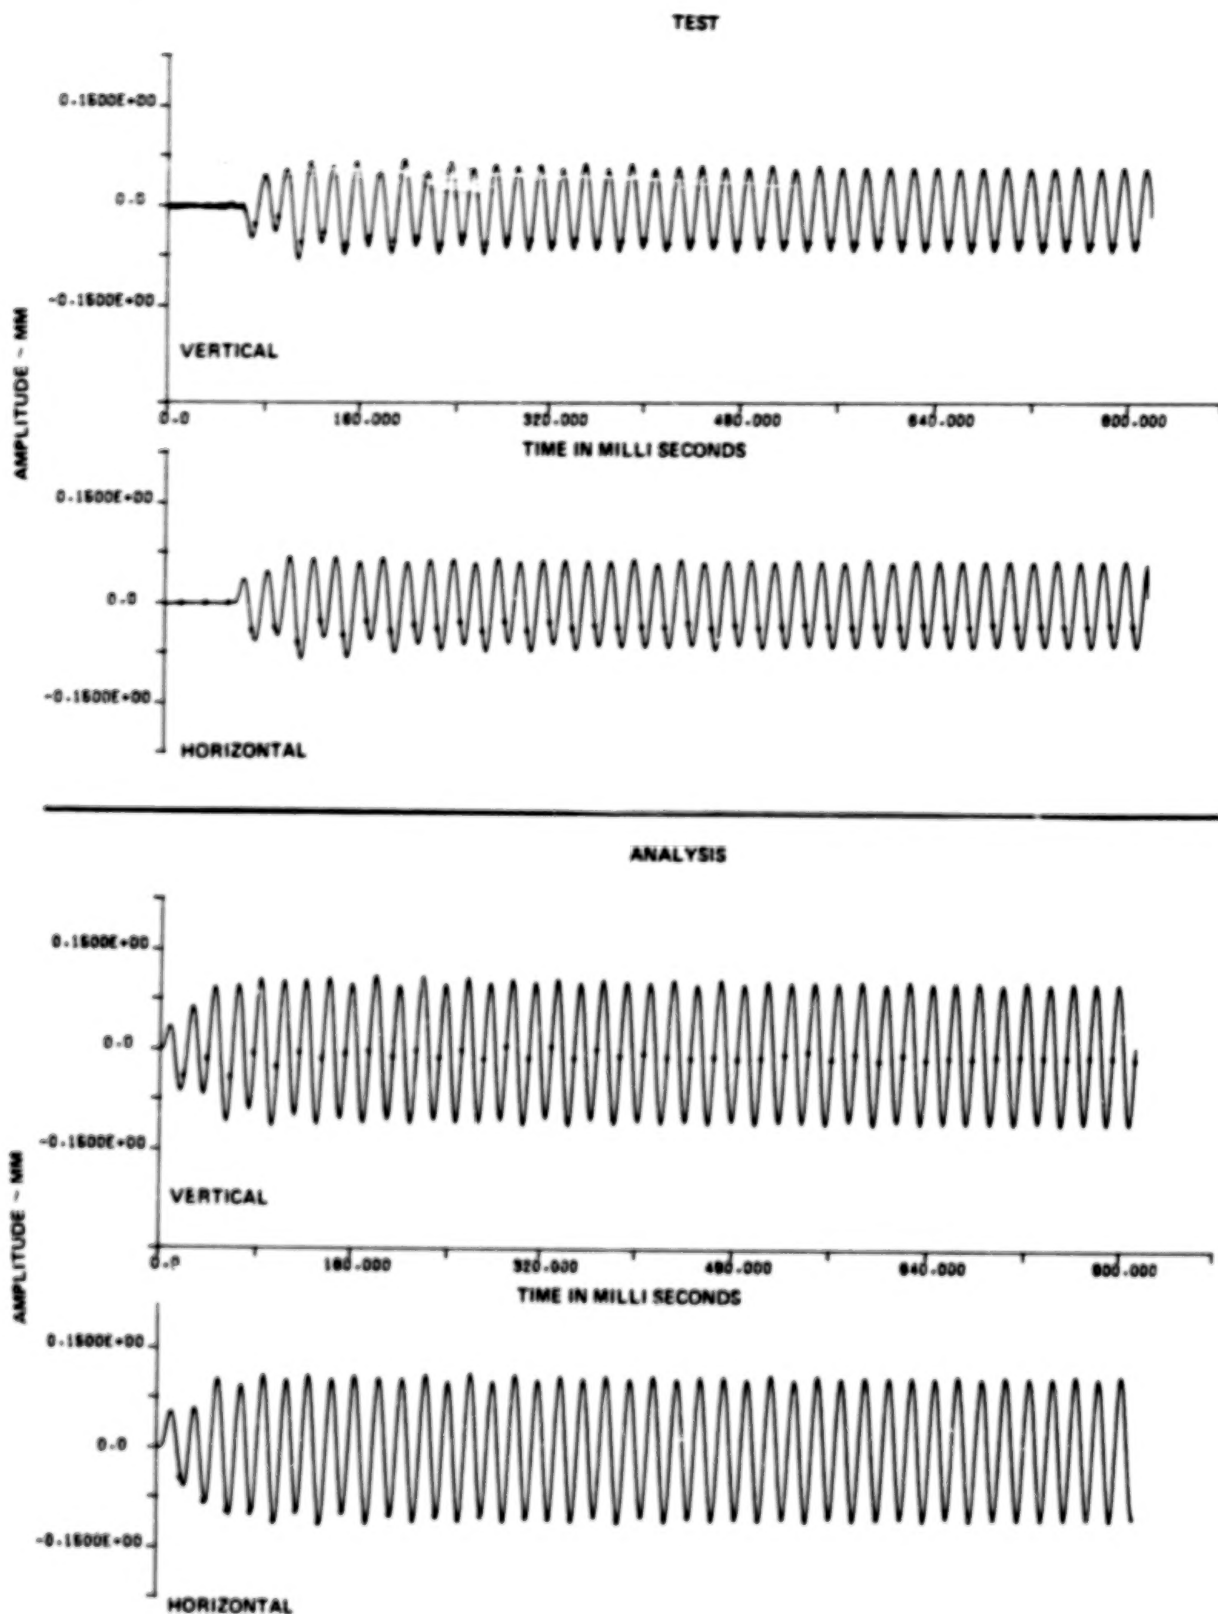 TEST
0.1500E+00
0.0
-0.1500E+00
VERTICAL
AMPLITUDE ~ MM
0.0 160.000 320.000 480.000 640.000 800.000
TIME IN MILLI SECONDS
0.1500E+00
0.0
-0.1500E+00
HORIZONTAL
ANALYSIS
0.1500E+00
0.0
-0.1500E+00
VERTICAL
AMPLITUDE ~ MM
0.0 160.000 320.000 480.000 640.000 800.000
TIME IN MILLI SECONDS
0.1500E+00
0.0
-0.1500E+00
HORIZONTAL